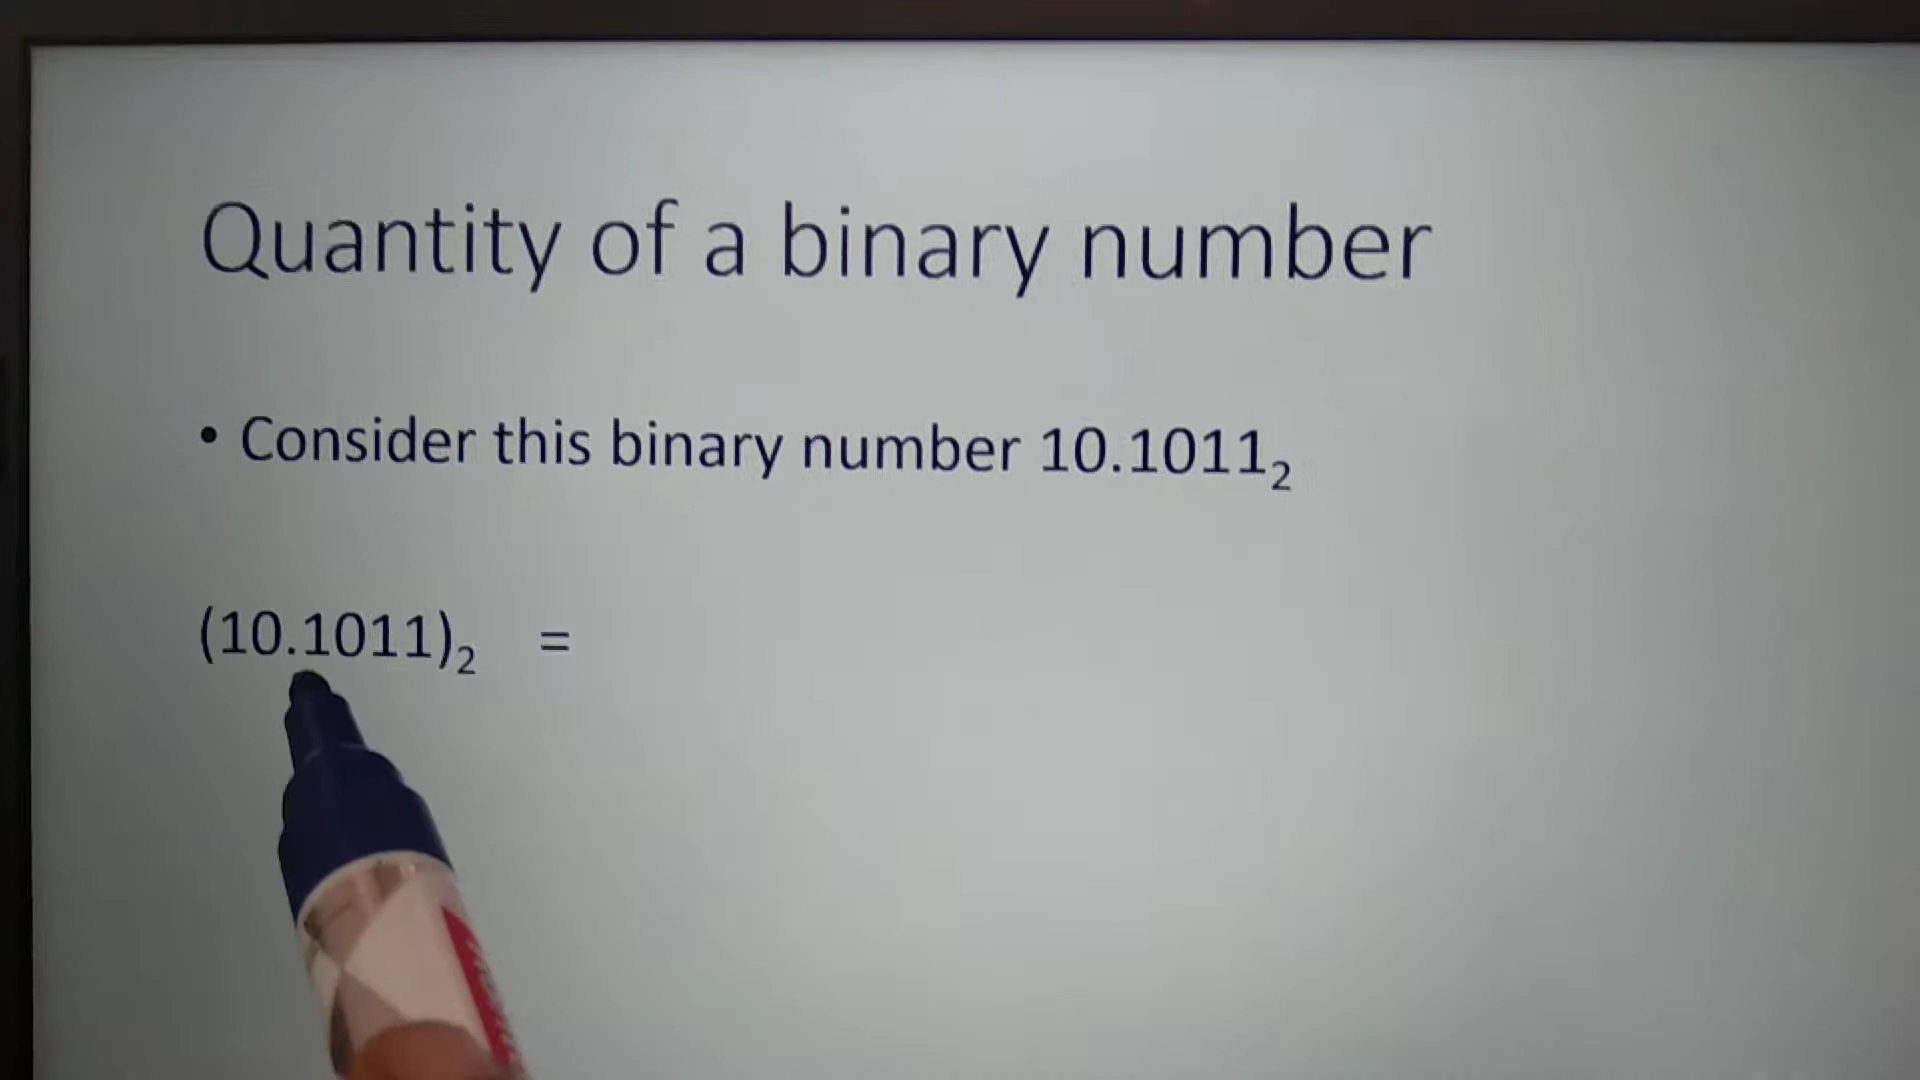 Quantity of a binary number
• Consider this binary number 10.1011₂
(10.1011)₂ =